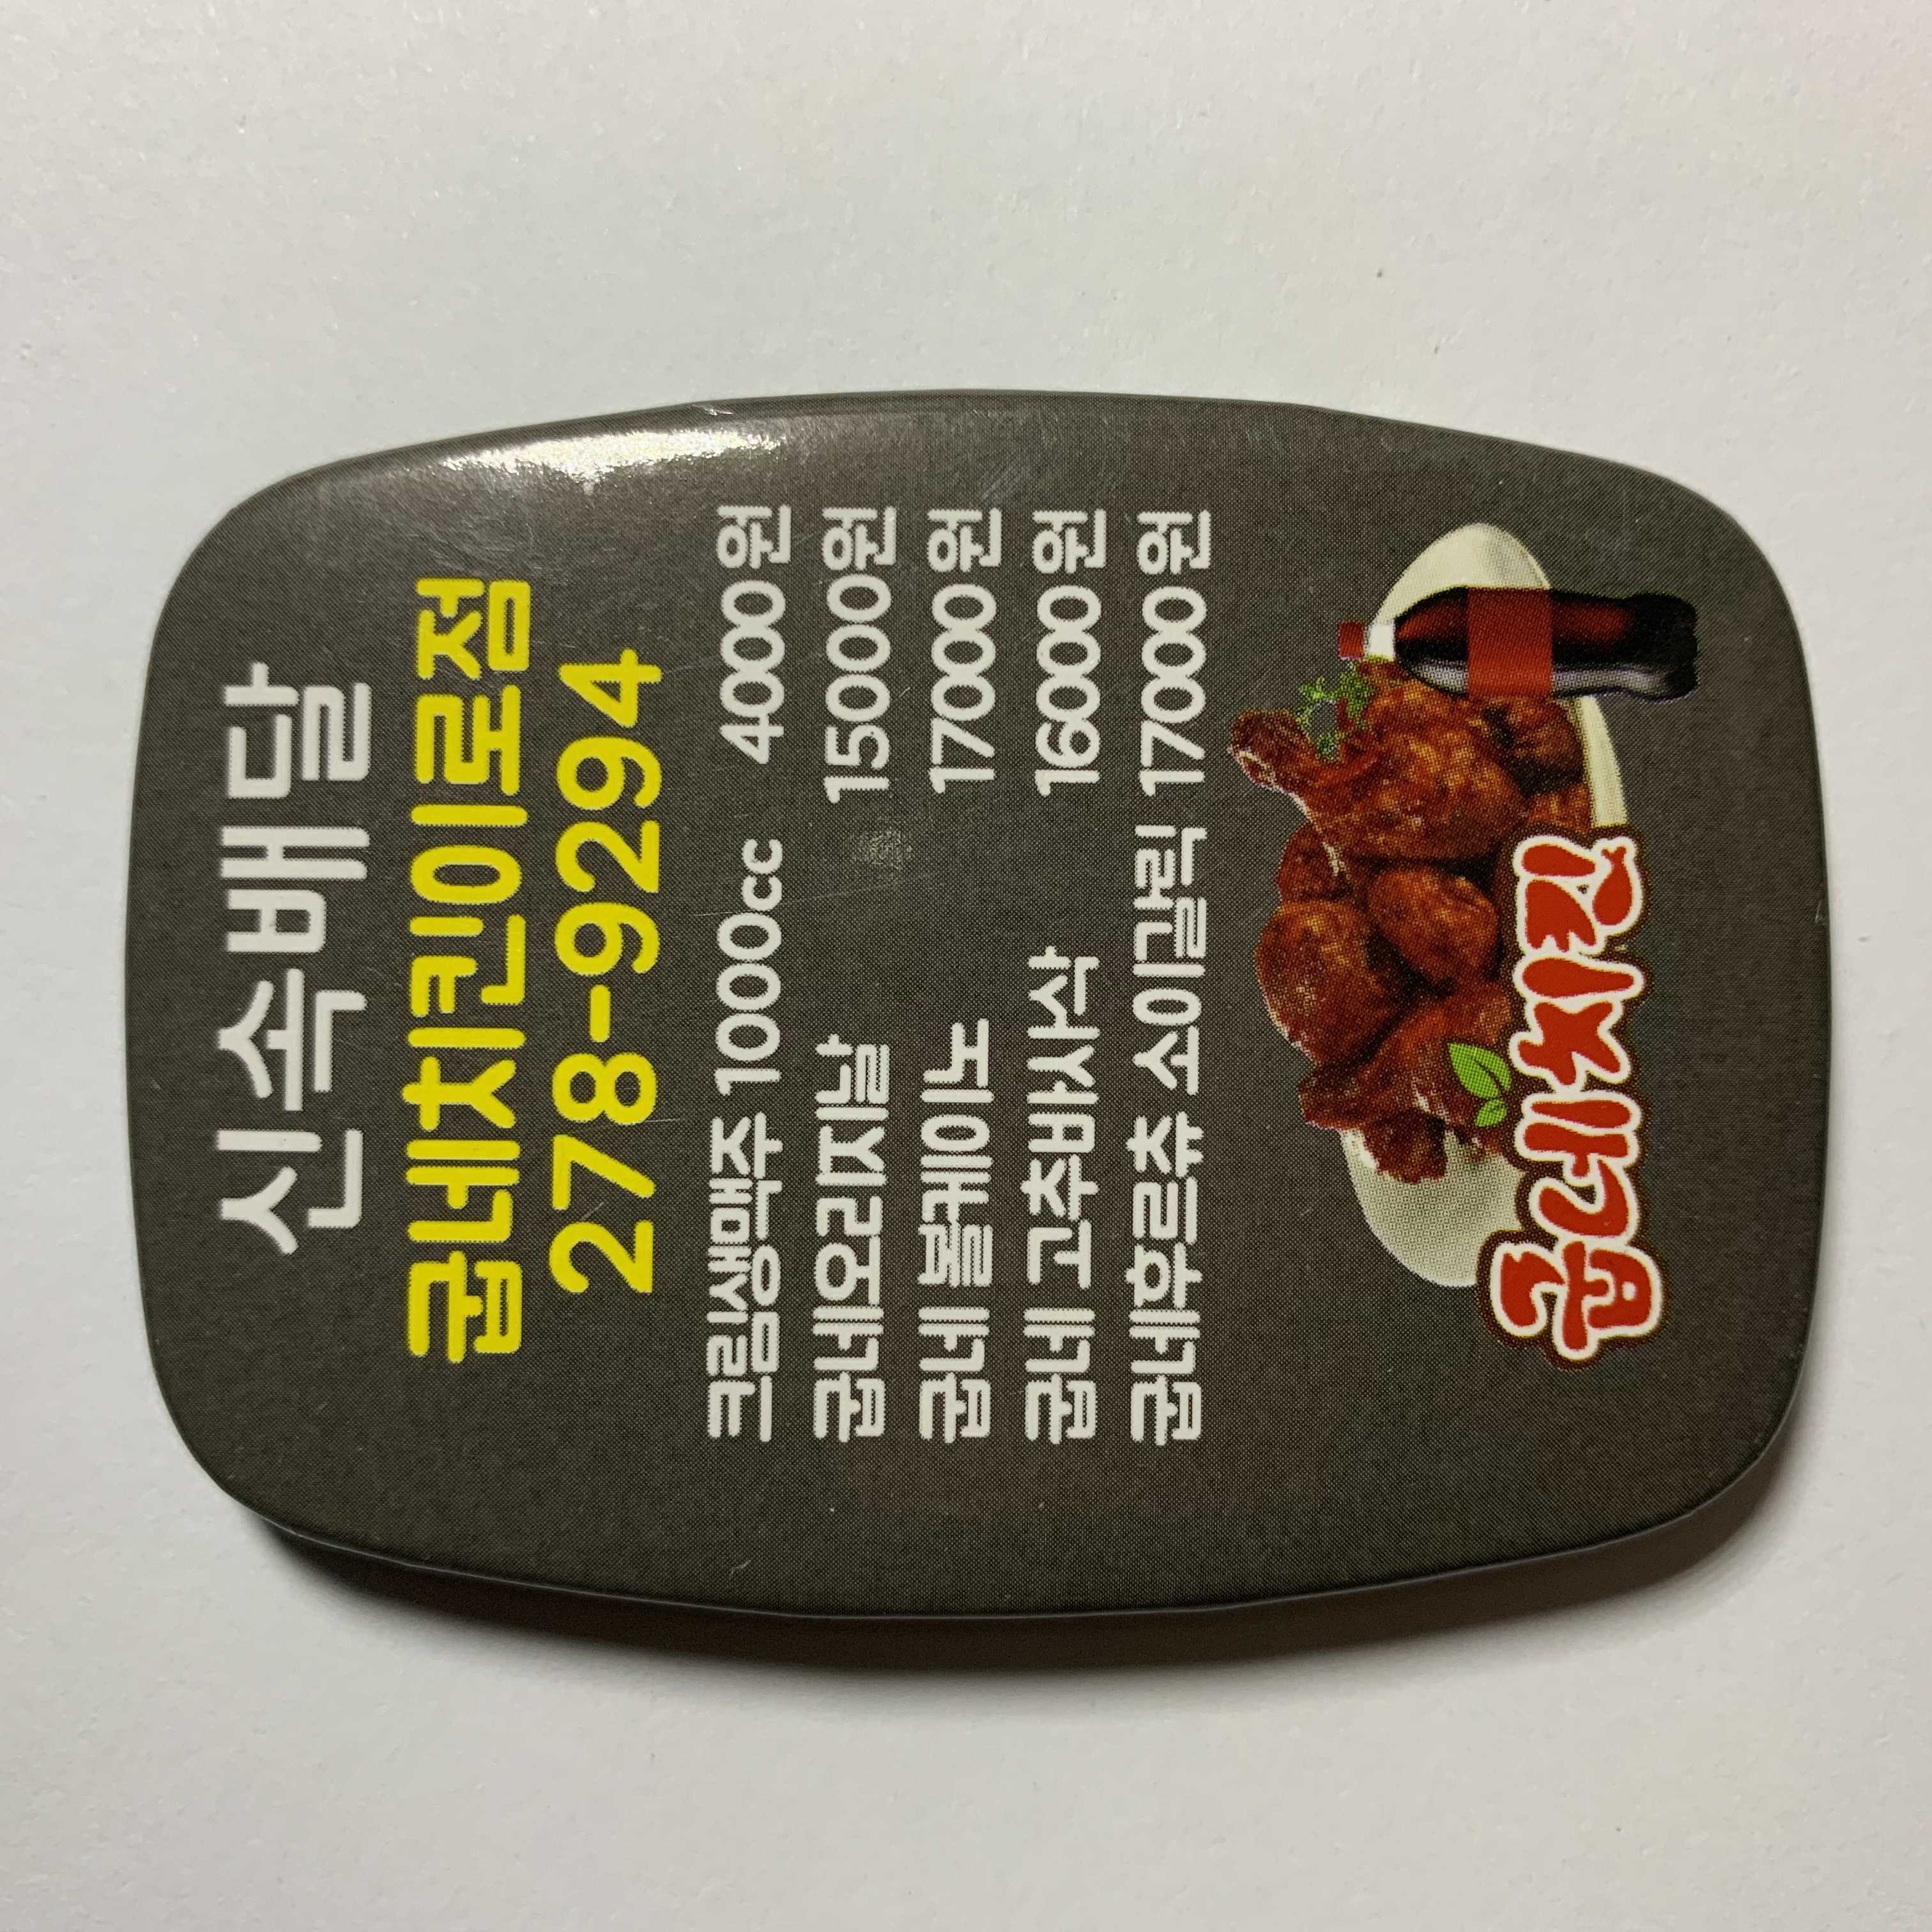 신속배달
굽네치킨이로점
278-9294
크림생맥주 1000cc 4000원
굽네오리지날 15000원
굽네 볼케이노 17000원
굽네 고추바사삭 16000원
굽네휴를츄 소이갈릭 17000원
굽네치킨